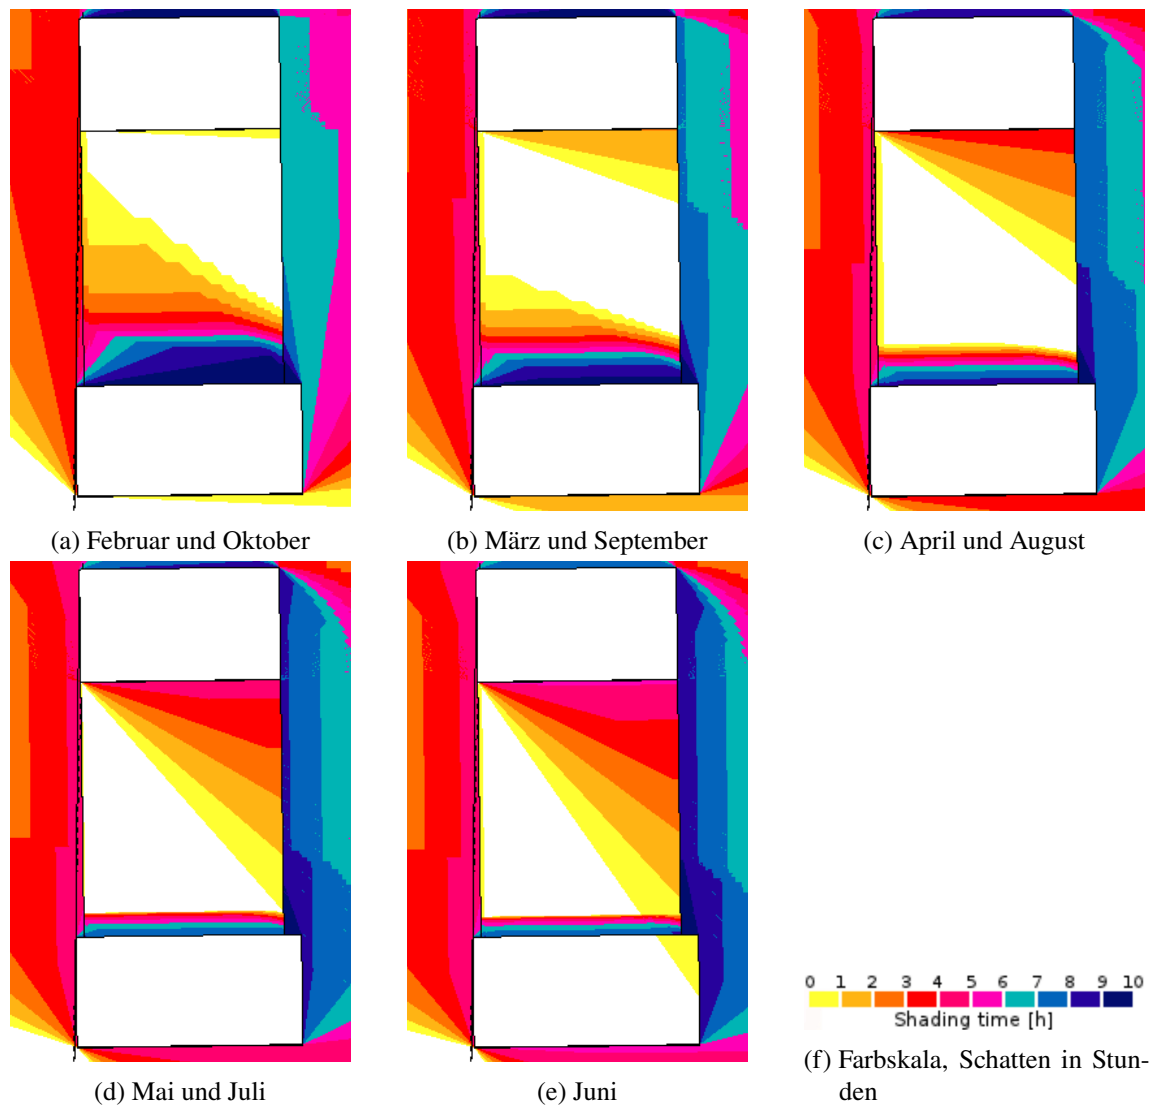 (a) Februar und Oktober
(b) März und September
(c) April und August
0 1 2 3 4 5 6 7 8 9 10
Shading time [h]
(d) Mai und Juli
(e) Juni
(f) Farbskala, Schatten in Stun-
den